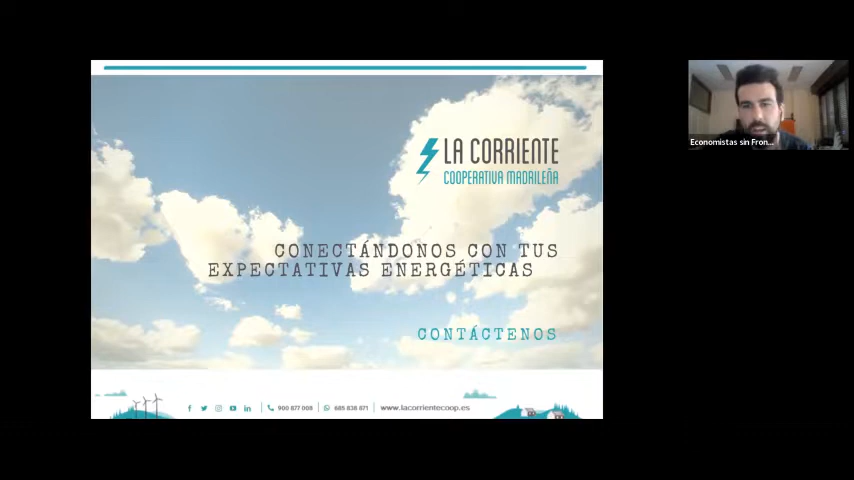 LA CORRIENTE
COOPERATIVA MADRILEÑA
CONECTÁNDONOS CON TUS
EXPECTATIVAS ENERGÉTICAS
CONTÁCTENOS
900 877 008
685 838 871
www.lacorrientecoop.es
Economistas sin Fron...